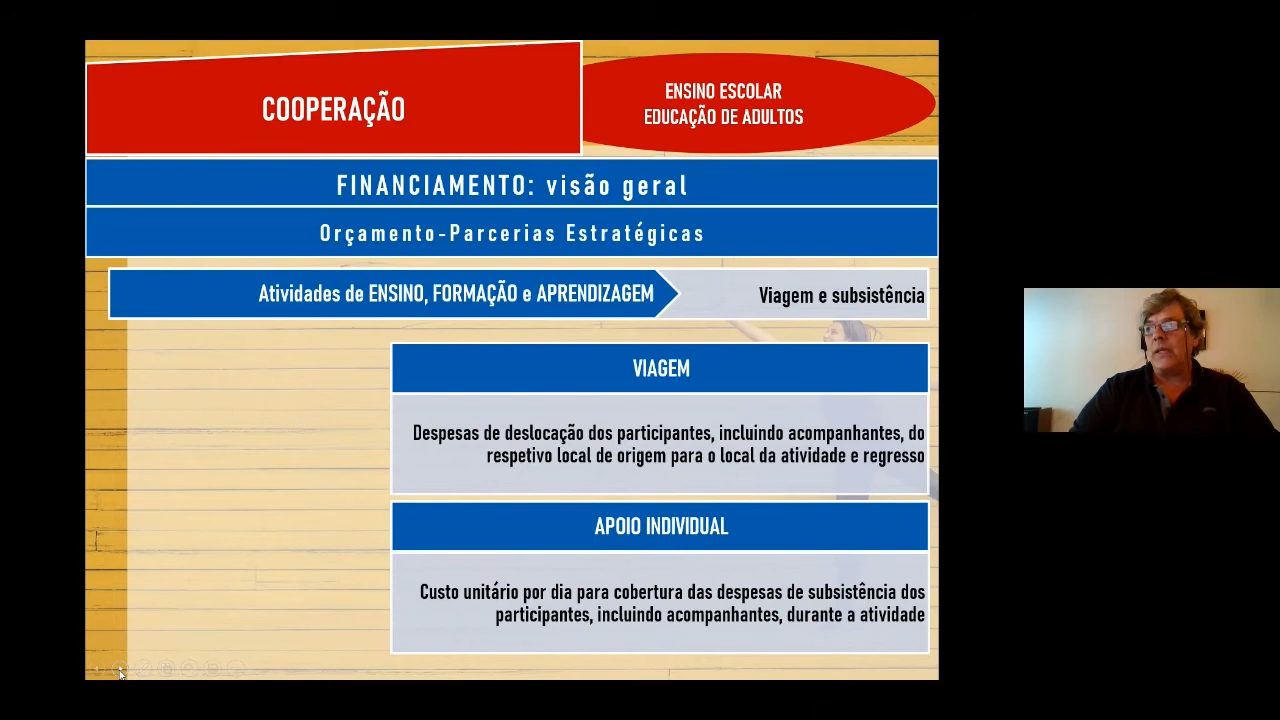 COOPERAÇÃO
ENSINO ESCOLAR
EDUCAÇÃO DE ADULTOS
FINANCIAMENTO: visão geral
Orçamento-Parcerias Estratégicas
Atividades de ENSINO, FORMAÇÃO e APRENDIZAGEM
Viagem e subsistência
VIAGEM
Despesas de deslocação dos participantes, incluindo acompanhantes, do
respetivo local de origem para o local da atividade e regresso
APOIO INDIVIDUAL
Custo unitário por dia para cobertura das despesas de subsistência dos
participantes, incluindo acompanhantes, durante a atividade